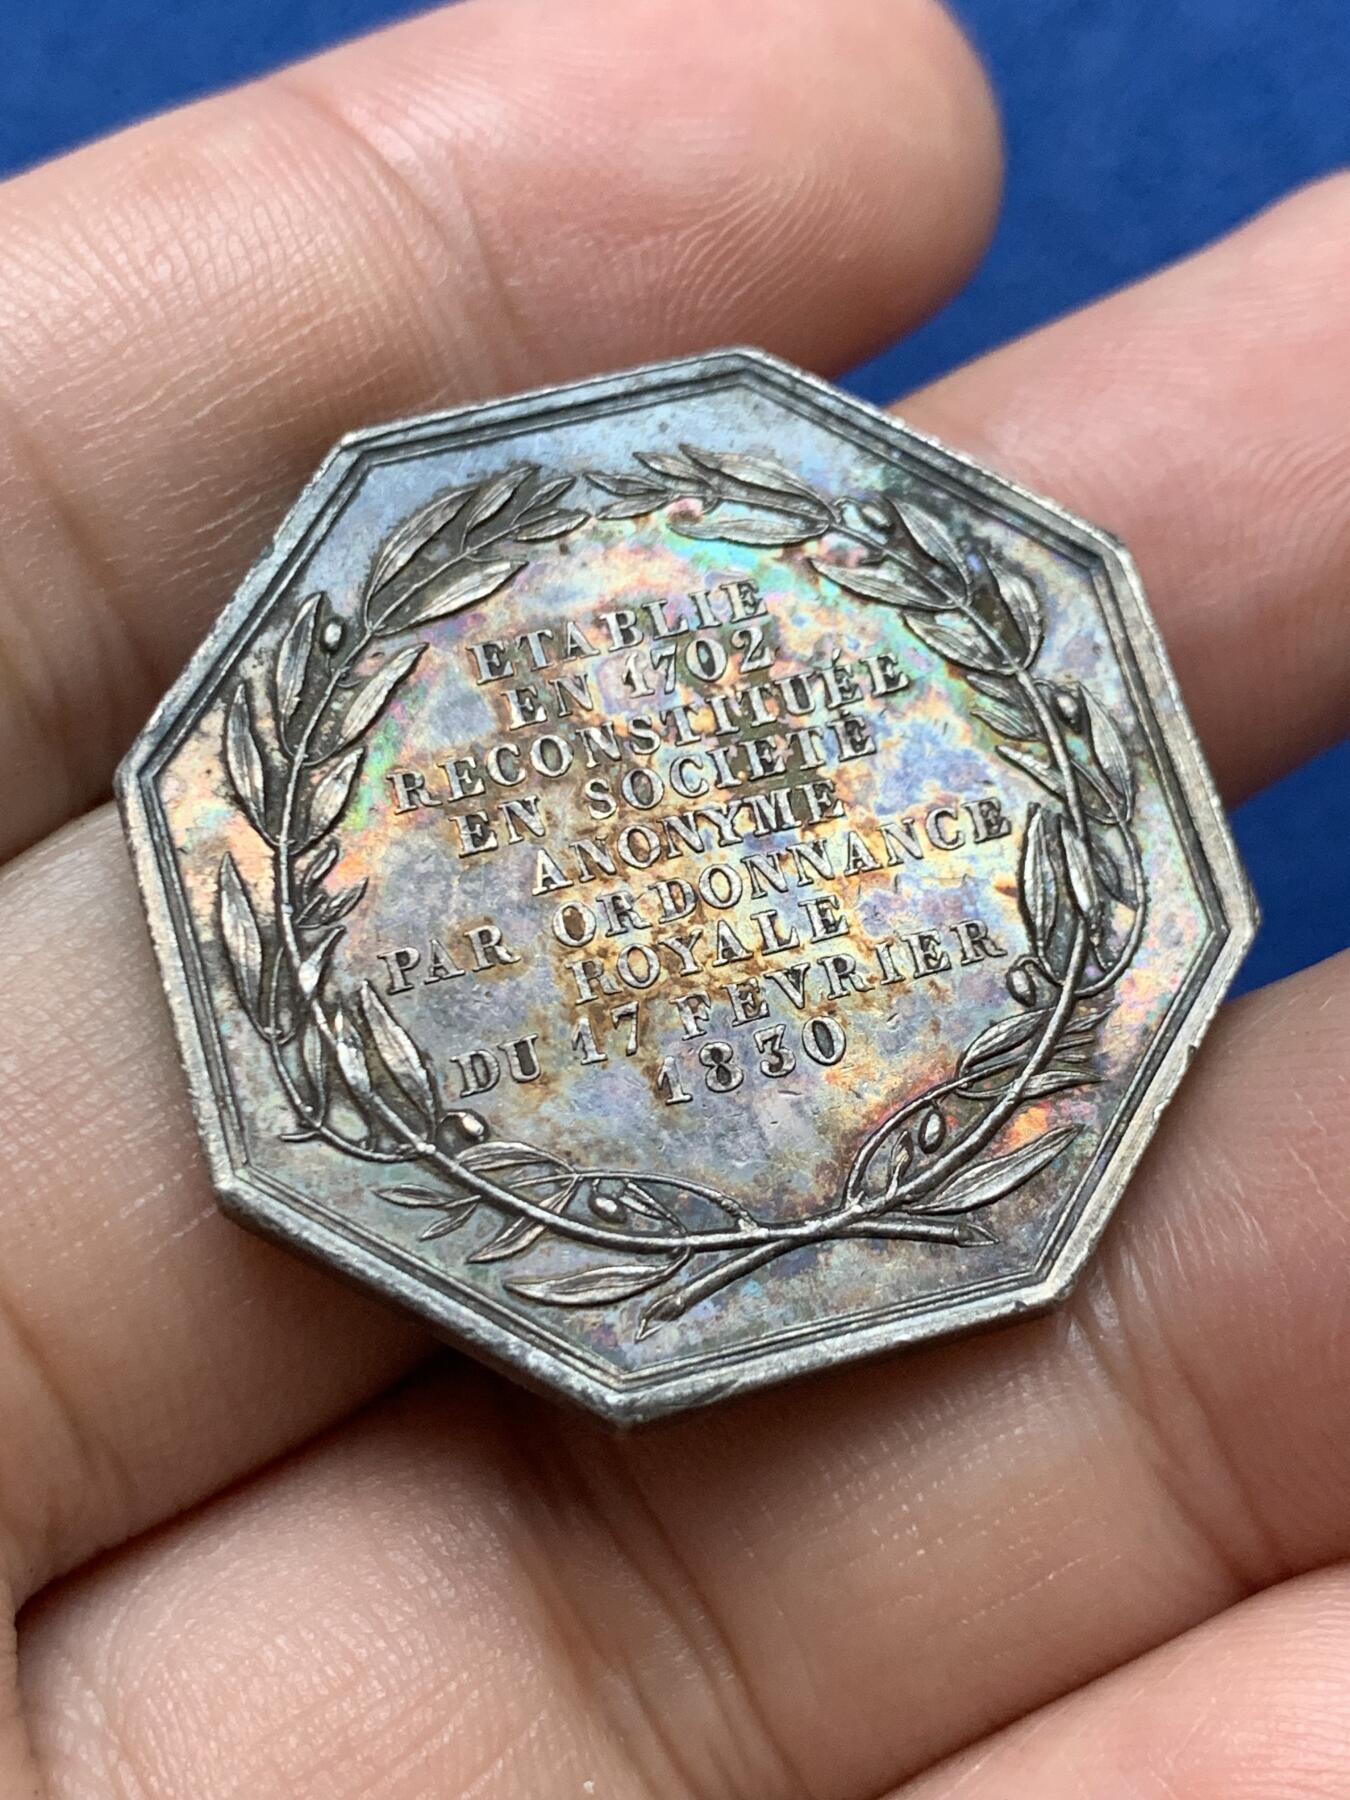 ETABLIE
EN 1702
RECONSTITUÉE
EN SOCIÉTÉ
ANONYME
PAR ORDONNANCE
ROYALE
DU 17 FEVRIER
1830